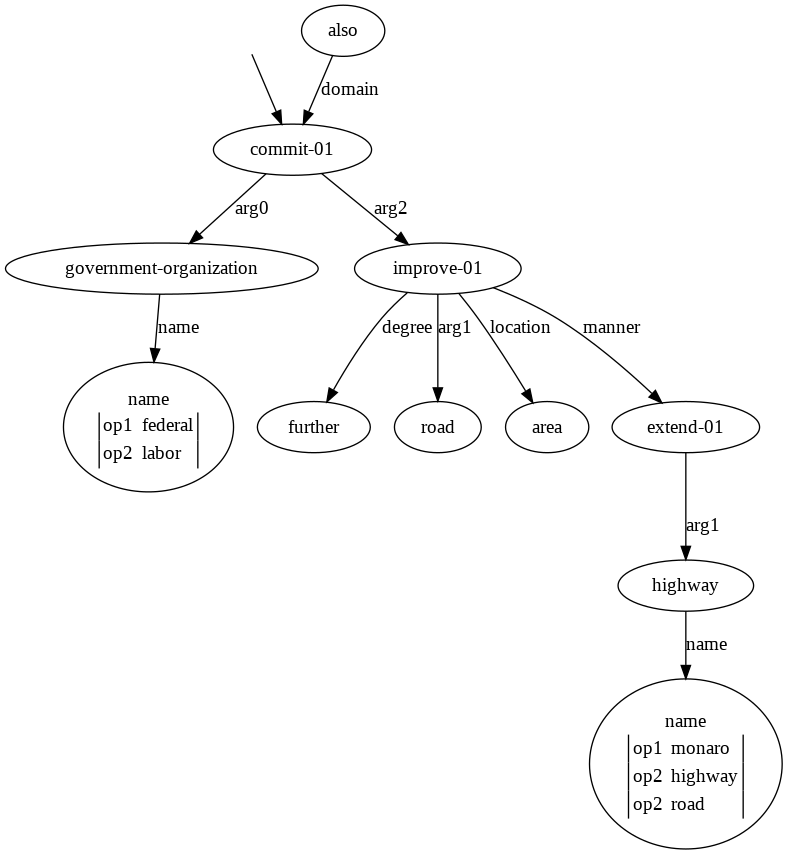 also
domain
commit-01
arg0
arg2
government-organization
improve-01
name
degree
arg1
location
manner
name
op1 federal
op2 labor
further
road
area
extend-01
arg1
highway
name
name
op1 monaro
op2 highway
op2 road